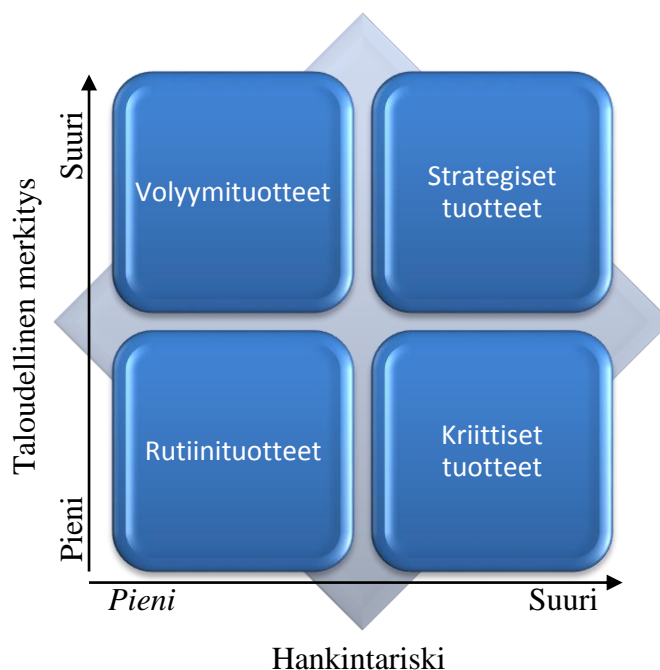 Taloudellinen merkitys
Suuri
Pieni
Volyymituotteet
Strategiset
tuotteet
Rutiinituotteet
Kriittiset
tuotteet
Pieni
Suuri
Hankintariski